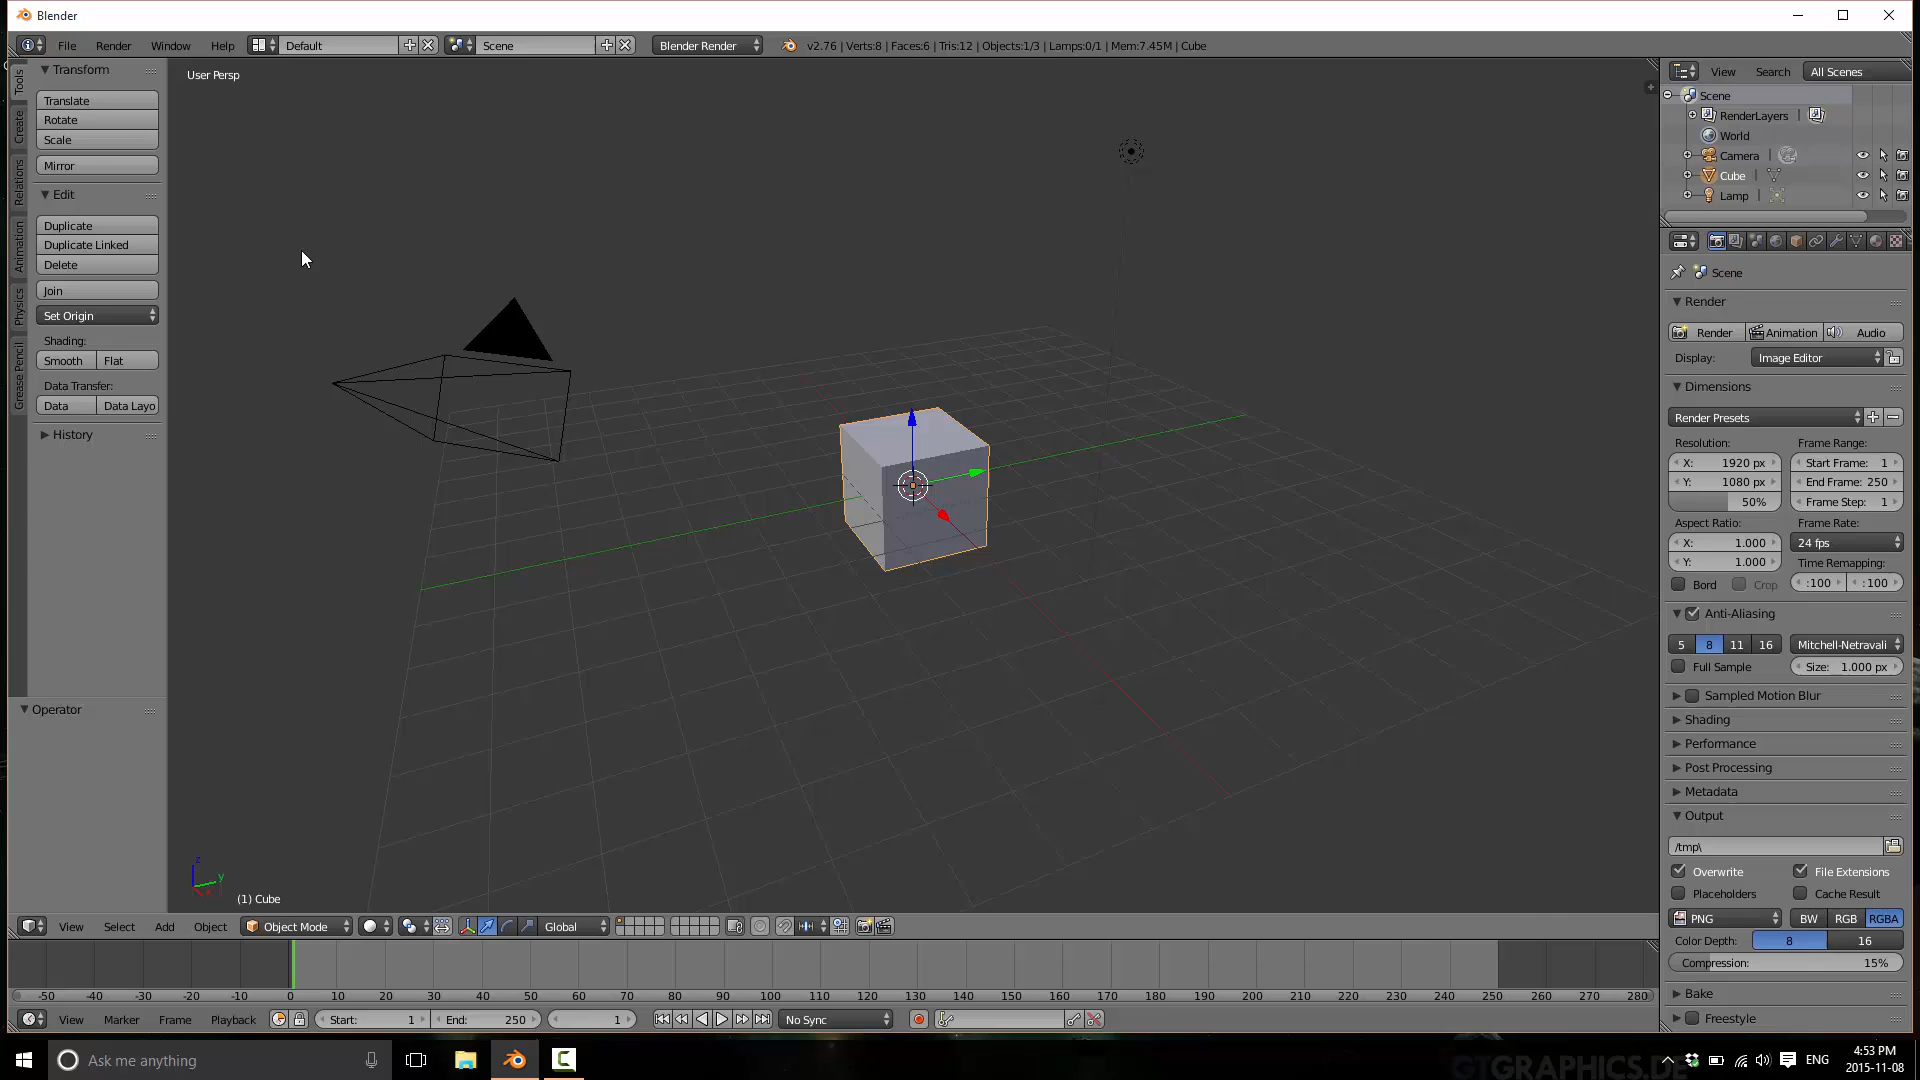 Blender
File Render Window Help Default Scene Blender Render v2.76 | Verts:8 | Faces:6 | Tris:12 | Objects:1/3 | Lamps:0/1 | Mem:7.45M | Cube
Tools
Create
Relations
Animation
Physics
Grease Pencil
Transform
Translate
Rotate
Scale
Mirror
Edit
Duplicate
Duplicate Linked
Delete
Join
Set Origin
Shading:
Smooth Flat
Data Transfer:
Data Data Layo
History
Operator
User Persp
z
y
(1) Cube
View Select Add Object Object Mode Global
-50 -40 -30 -20 -10 0 10 20 30 40 50 60 70 80 90 100 110 120 130 140 150 160 170 180 190 200 210 220 230 240 250 260 270 280
View Marker Frame Playback Start: 1 End: 250 1 No Sync
View Search All Scenes
Scene
RenderLayers |
World
Camera |
Cube |
Lamp |
Scene
Render
Render Animation Audio
Display: Image Editor
Dimensions
Render Presets
Resolution: Frame Range:
X: 1920 px Start Frame: 1
Y: 1080 px End Frame: 250
50% Frame Step: 1
Aspect Ratio: Frame Rate:
X: 1.000 24 fps
Y: 1.000 Time Remapping:
Bord Crop :100 :100
Anti-Aliasing
5 8 11 16 Mitchell-Netravali
Full Sample Size: 1.000 px
Sampled Motion Blur
Shading
Performance
Post Processing
Metadata
Output
/tmp\
Overwrite File Extensions
Placeholders Cache Result
PNG BW RGB RGBA
Color Depth: 8 16
Compression: 15%
Bake
Freestyle
Ask me anything
GTGRAPHICS.DE
ENG
4:53 PM
2015-11-08